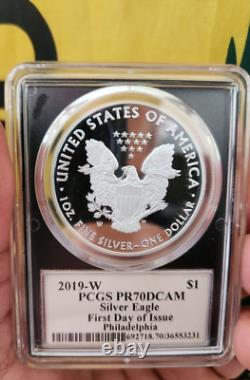 UNITED STATES OF AMERICA
1 OZ. FINE SILVER~ONE DOLLAR
2019-W $1
PCGS PR70DCAM
Silver Eagle
First Day of Issue
Philadelphia
692718.70/36553231